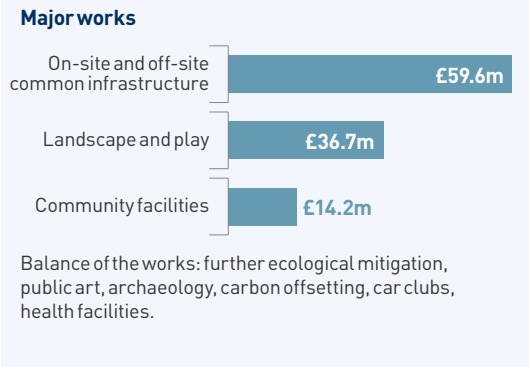 Major works
On-site and off-site
common infrastructure
£59.6m
Landscape and play
£36.7m
Community facilities
£14.2m
Balance of the works: further ecological mitigation,
public art, archaeology, carbon offsetting, car clubs,
health facilities.